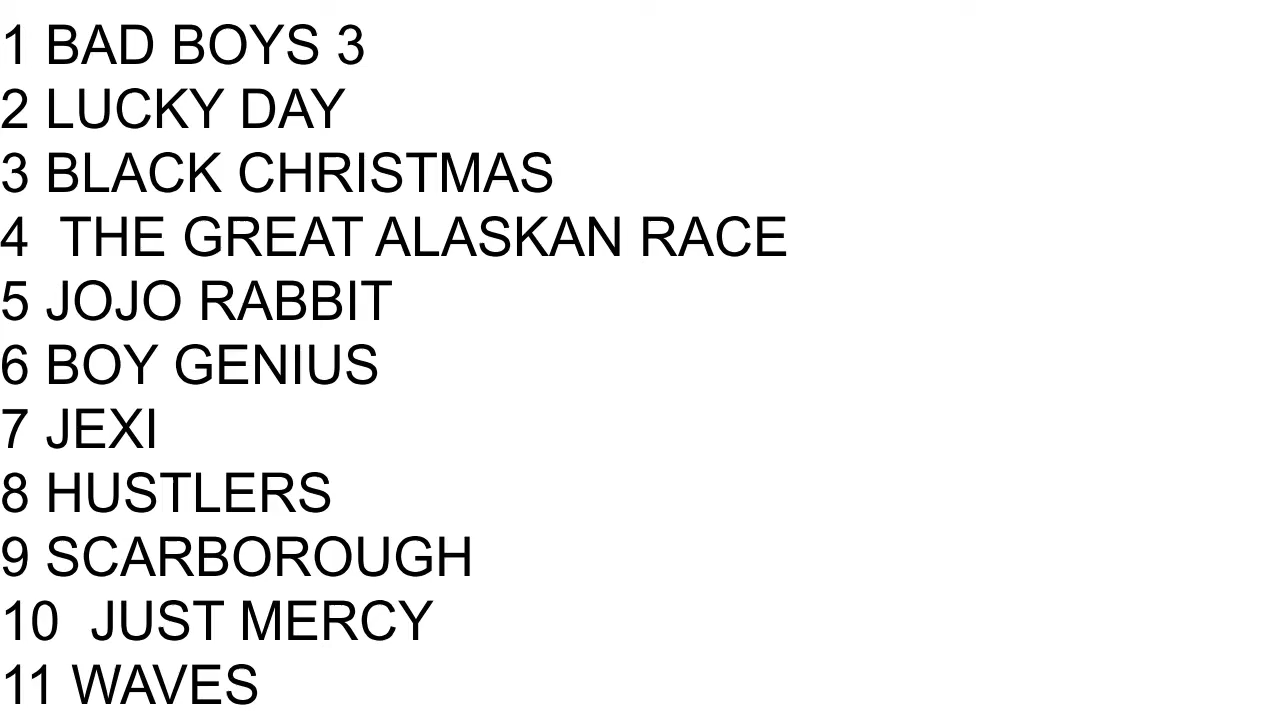 1 BAD BOYS 3
2 LUCKY DAY
3 BLACK CHRISTMAS
4  THE GREAT ALASKAN RACE
5 JOJO RABBIT
6 BOY GENIUS
7 JEXI
8 HUSTLERS
9 SCARBOROUGH
10  JUST MERCY
11 WAVES